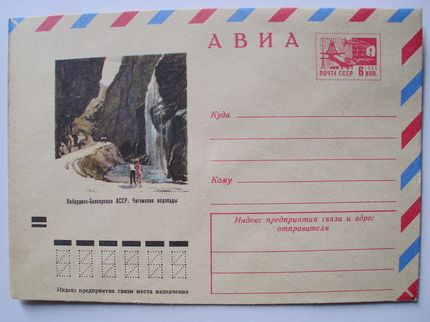 АВИА
ПОЧТА СССР 6 КОП.
Куда
Кому
Кабардино-Балкарская АССР. Чегемские водопады
Индекс предприятия связи и адрес
отправителя
Индекс предприятия связи места назначения